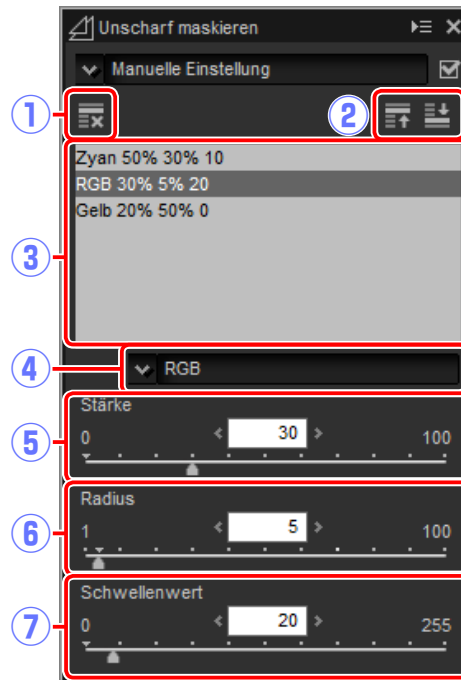 Unscharf maskieren
Manuelle Einstellung
1
2
Zyan 50% 30% 10
RGB 30% 5% 20
Gelb 20% 50% 0
3
4
RGB
Stärke
5
0 30 100
Radius
6
1 5 100
Schwellenwert
7
0 20 255